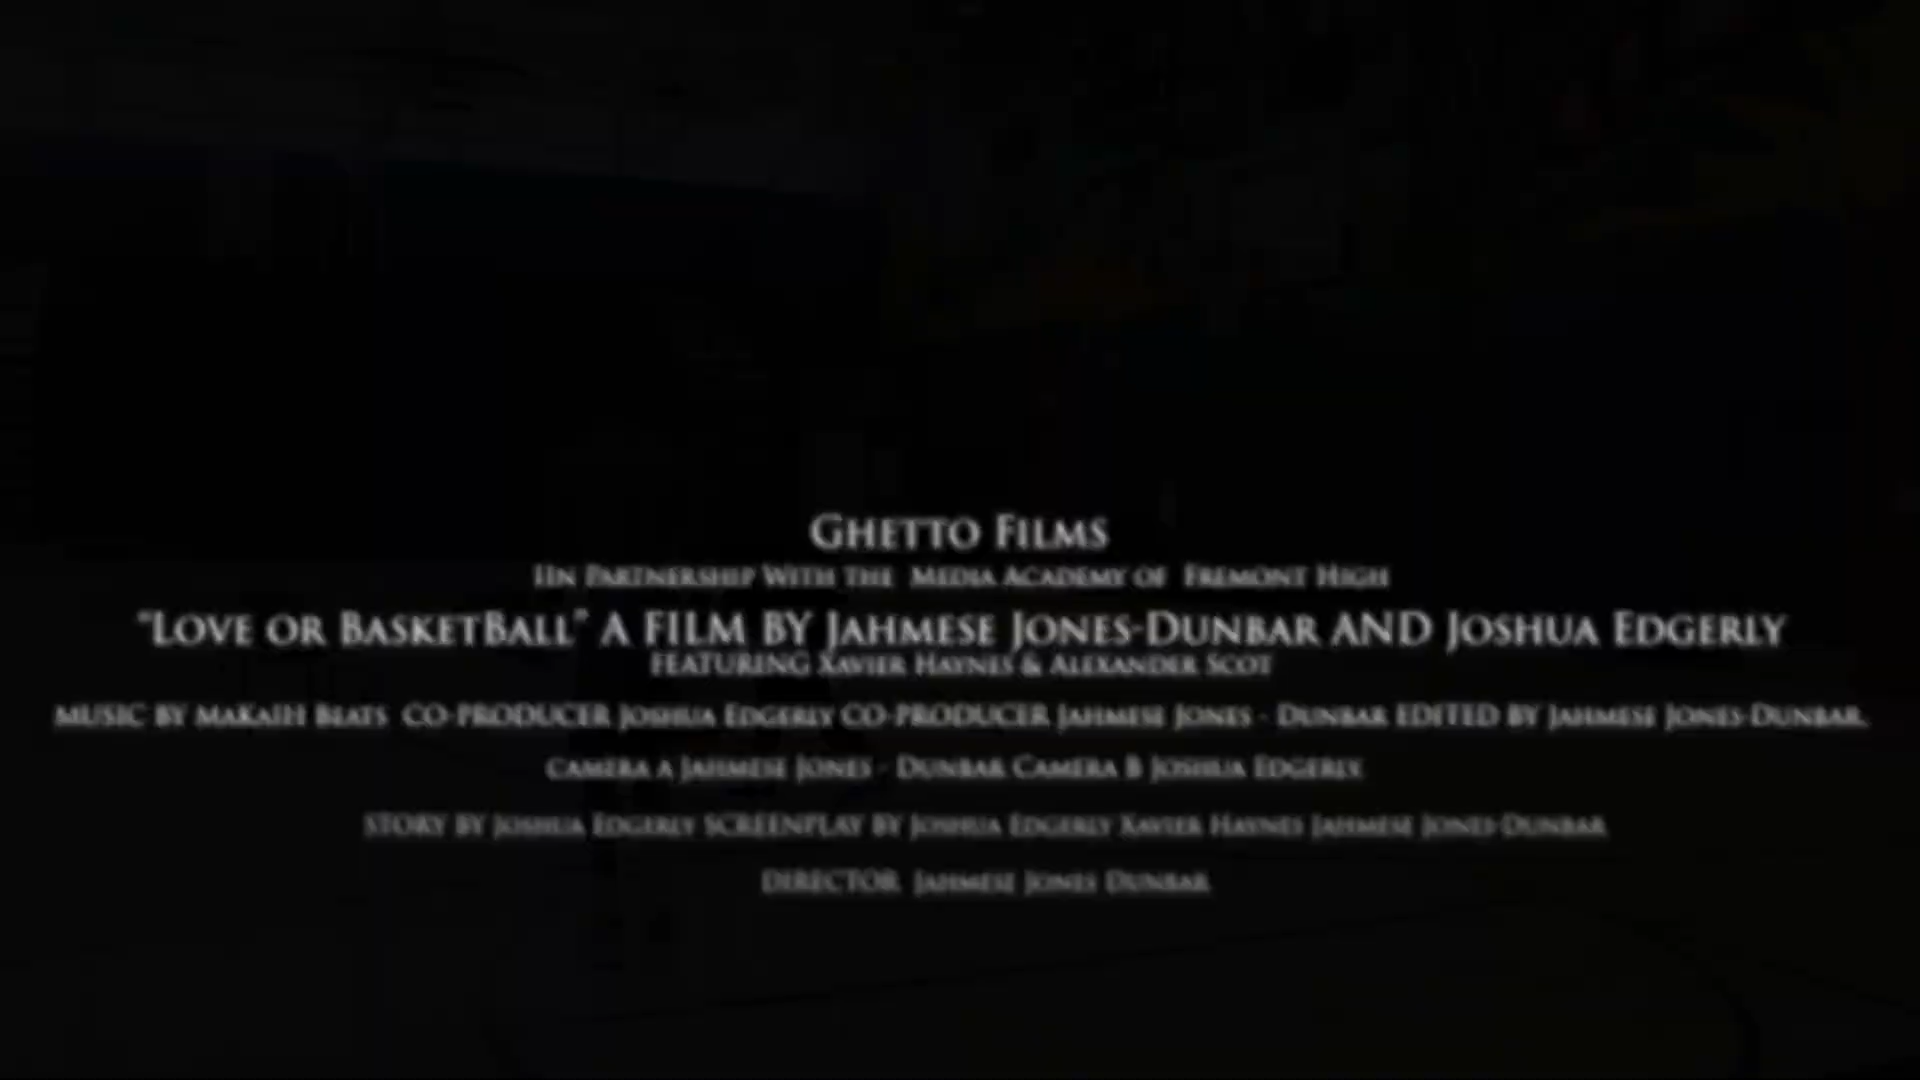 Ghetto Films
IIn Partnership With the Media Academy of Fremont High
"Love or BasketBall" A FILM BY Jahmese Jones-Dunbar AND Joshua Edgerly
FEATURING Xavier Haynes & Alexander Scot
MUSIC BY Makaih Beats CO-PRODUCER Joshua Edgerly CO-PRODUCER Jahmese Jones - Dunbar EDITED BY Jahmese Jones-Dunbar.
camera a Jahmese Jones - Dunbar Camera B Joshua Edgerly
STORY BY Joshua Edgerly SCREENPLAY BY Joshua Edgerly Xavier Haynes Jahmese Jones-Dunbar
DIRECTOR Jahmese Jones Dunbar